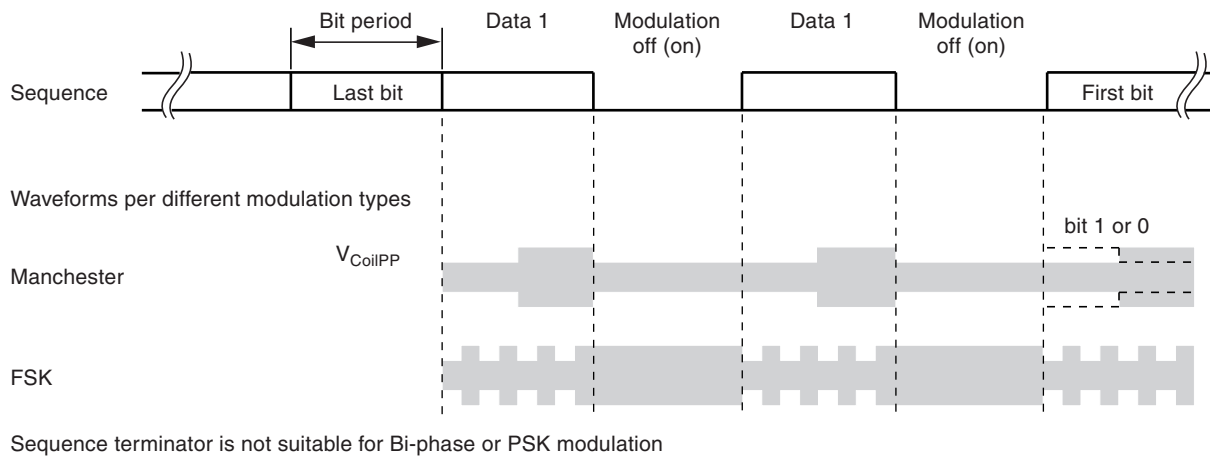 Bit period
Data 1
Modulation
off (on)
Data 1
Modulation
off (on)
Sequence
Last bit
First bit
Waveforms per different modulation types
bit 1 or 0
VCoilPP
Manchester
FSK
Sequence terminator is not suitable for Bi-phase or PSK modulation